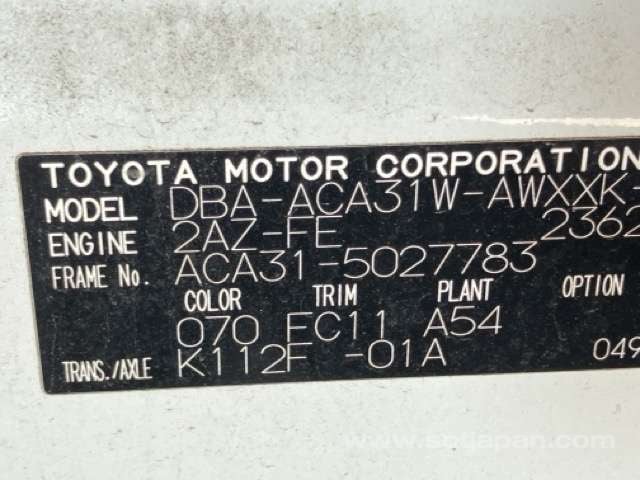 TOYOTA MOTOR CORPORATION
MODEL DBA-ACA31W-AWXXK-
ENGINE 2AZ-FE 2362
FRAME No. ACA31-5027783
COLOR TRIM PLANT OPTION
070 FC11 A54
TRANS./AXLE K112F -01A 049
www.sbtjapan.com